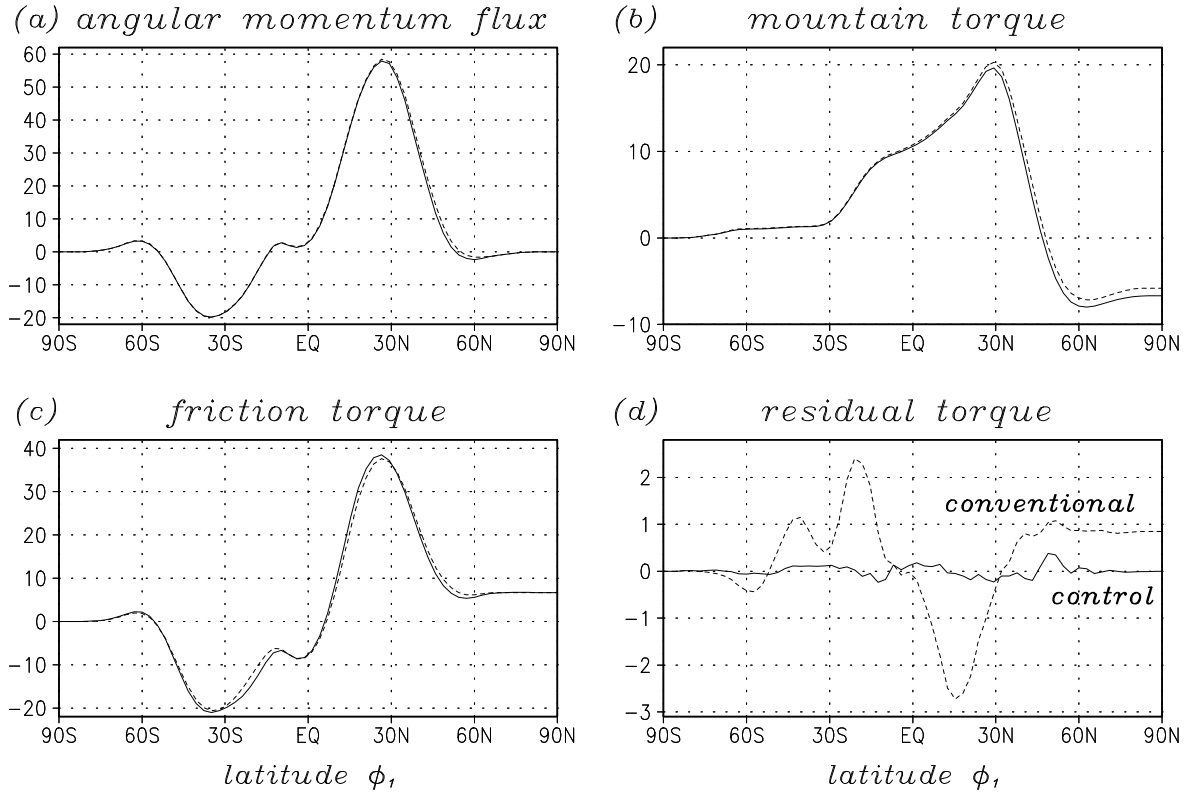 (a) angular momentum flux
60
50
40
30
20
10
0
−10
−20
90S 60S 30S EQ 30N 60N 90N
(b) mountain torque
20
10
0
−10
90S 60S 30S EQ 30N 60N 90N
(c) friction torque
40
30
20
10
0
−10
−20
90S 60S 30S EQ 30N 60N 90N
latitude ϕ₁
(d) residual torque
2
1
0
−1
−2
−3
conventional
control
90S 60S 30S EQ 30N 60N 90N
latitude ϕ₁